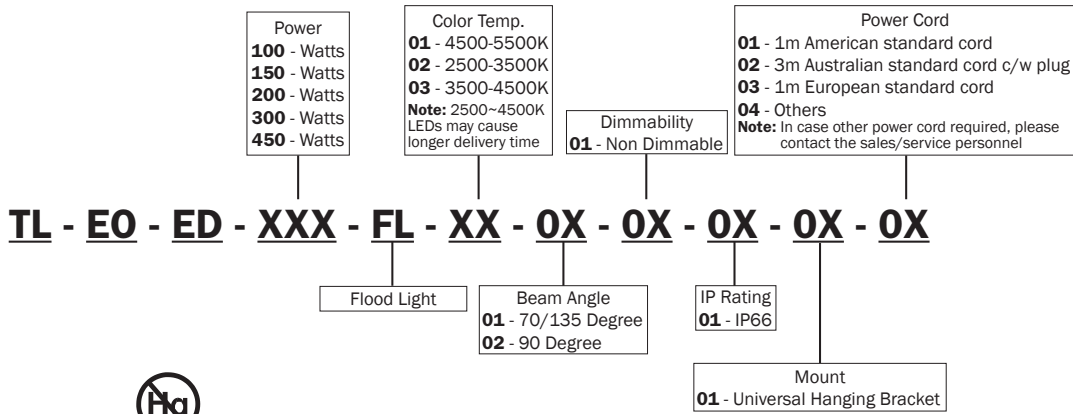 Power
100 - Watts
150 - Watts
200 - Watts
300 - Watts
450 - Watts
Color Temp.
01 - 4500-5500K
02 - 2500-3500K
03 - 3500-4500K
Note: 2500~4500K
LEDs may cause
longer delivery time
Dimmability
01 - Non Dimmable
Power Cord
01 - 1m American standard cord
02 - 3m Australian standard cord c/w plug
03 - 1m European standard cord
04 - Others
Note: In case other power cord required, please
contact the sales/service personnel
TL - EO - ED - XXX - FL - XX - 0X - 0X - 0X - 0X - 0X
Flood Light
Beam Angle
01 - 70/135 Degree
02 - 90 Degree
IP Rating
01 - IP66
Mount
01 - Universal Hanging Bracket
Hg